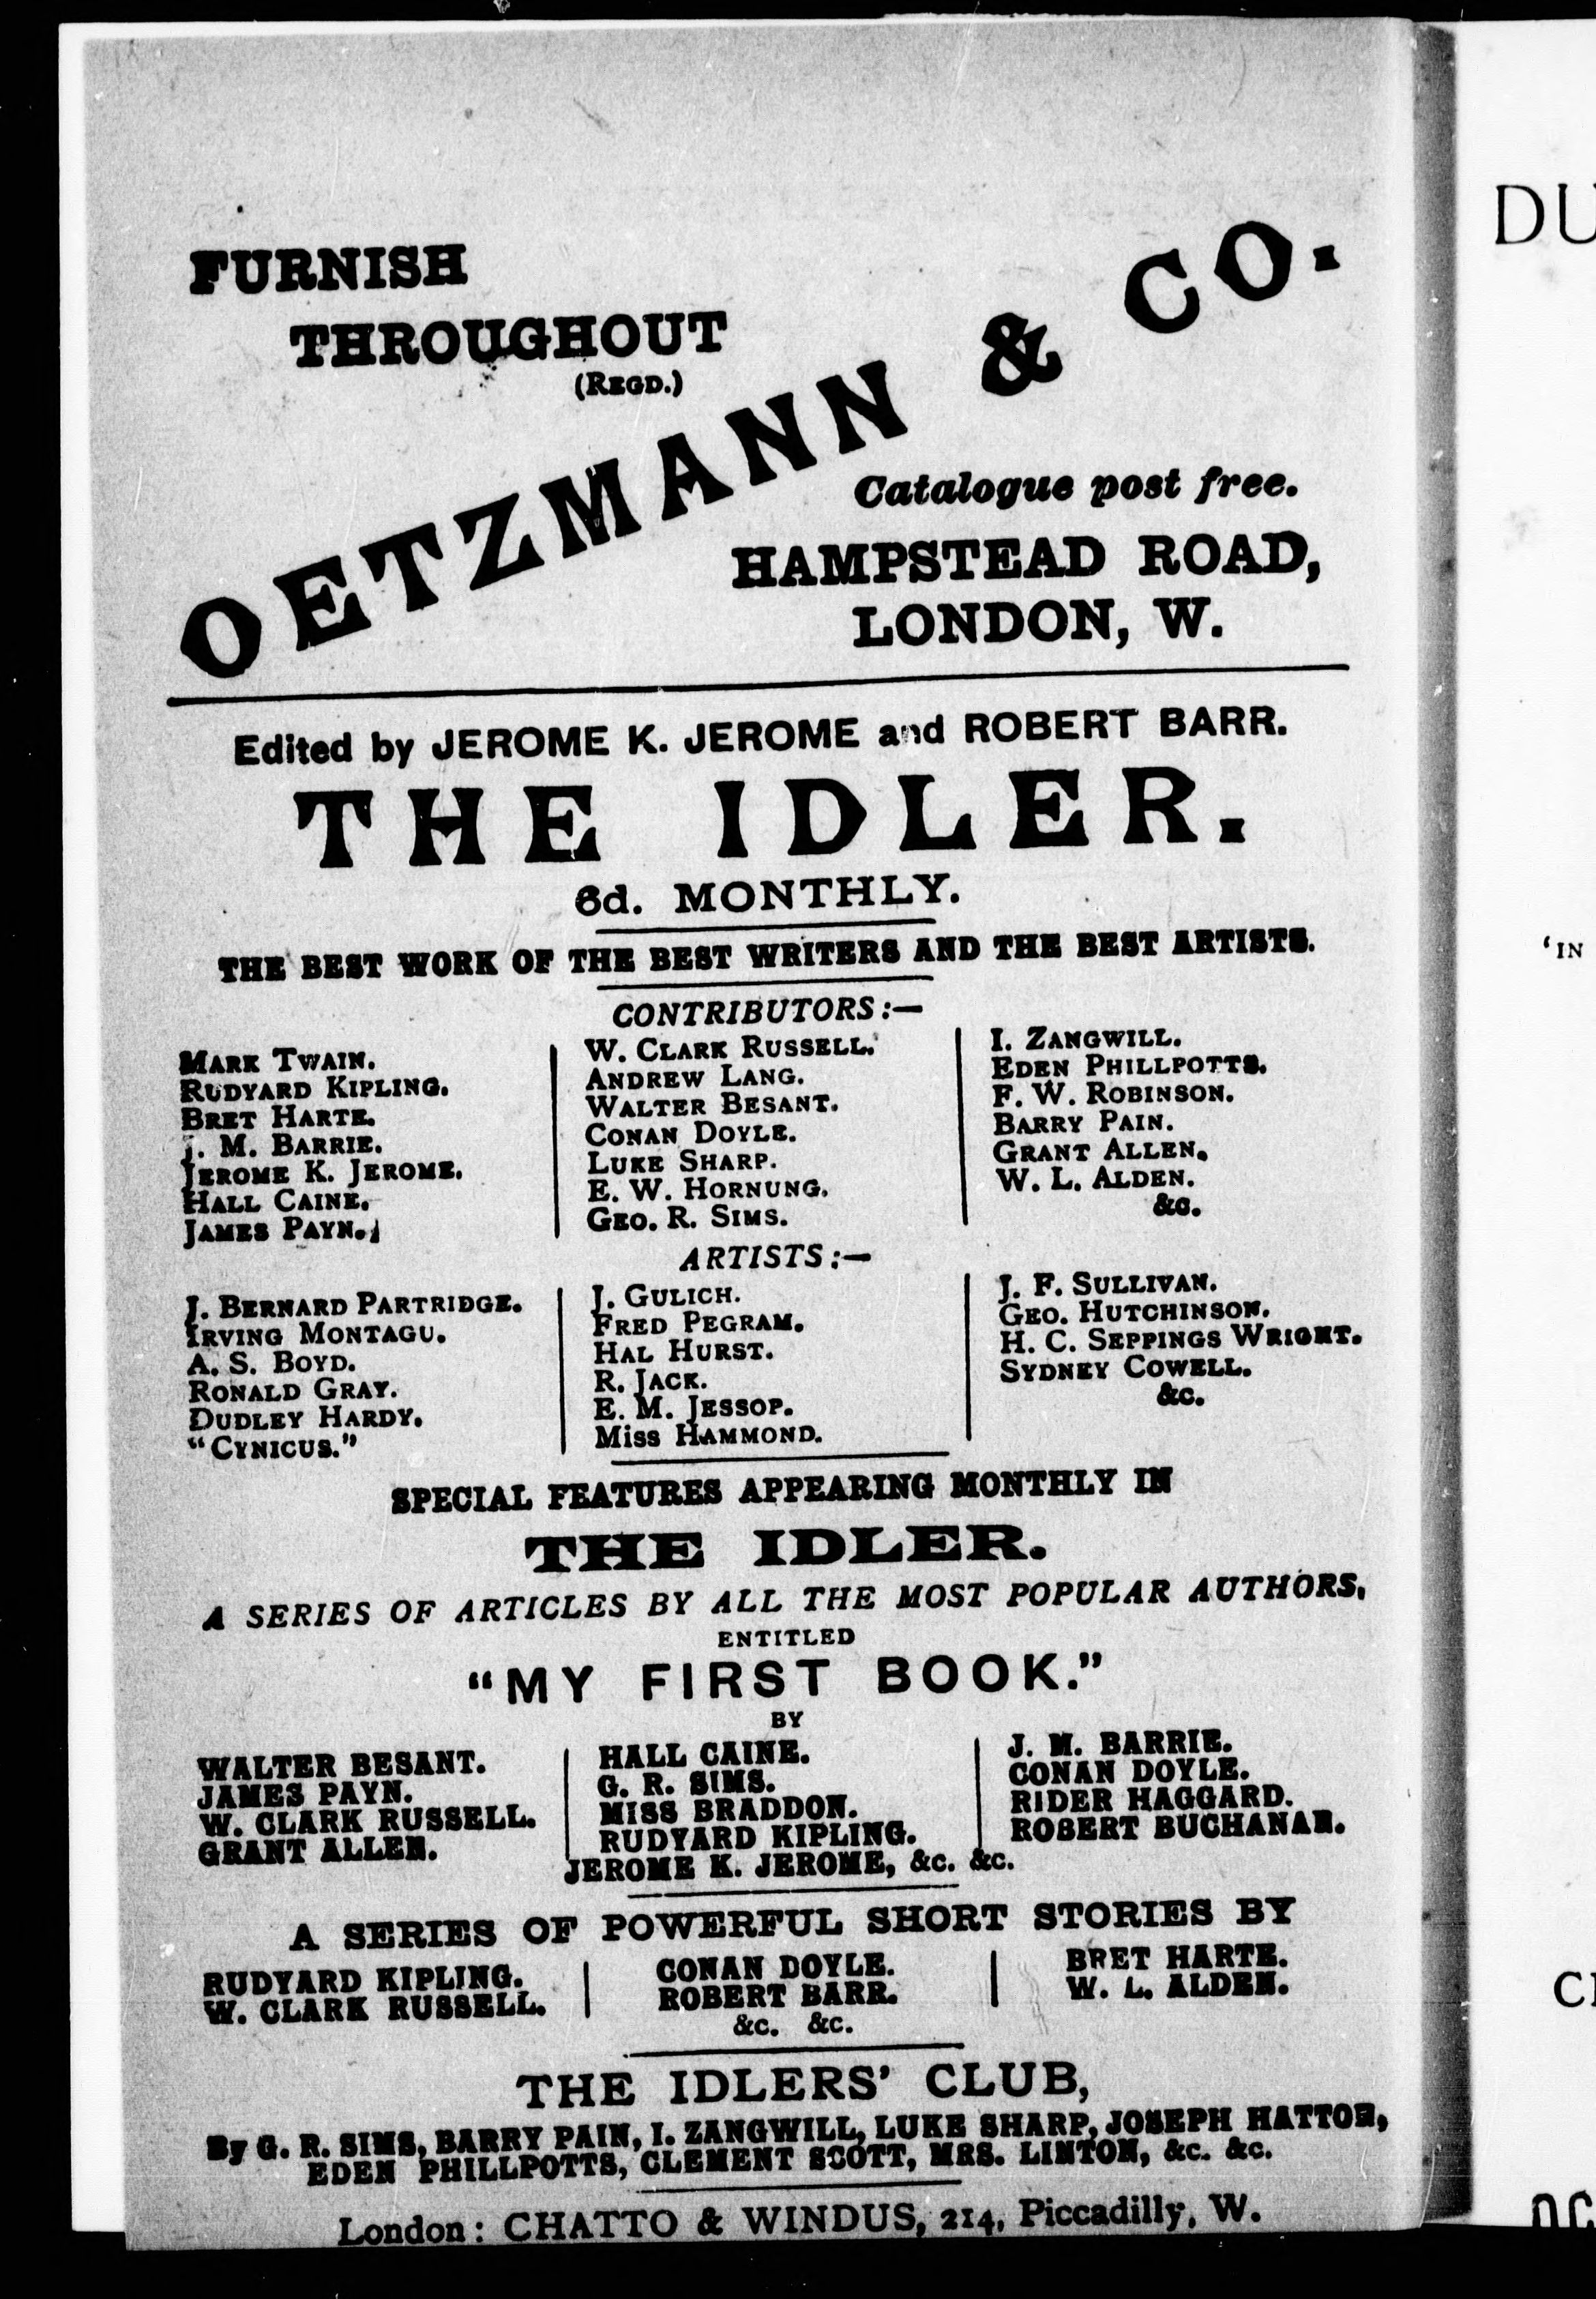 FURNISH
THROUGHOUT
(REGD.)
OETZMANN & CO.
Catalogue post free.
HAMPSTEAD ROAD,
LONDON, W.
Edited by JEROME K. JEROME and ROBERT BARR.
THE IDLER.
6d. MONTHLY.
THE BEST WORK OF THE BEST WRITERS AND THE BEST ARTISTS.
CONTRIBUTORS:—
MARK TWAIN.
RUDYARD KIPLING.
BRET HARTE.
J. M. BARRIE.
JEROME K. JEROME.
HALL CAINE.
JAMES PAYN.
W. CLARK RUSSELL.
ANDREW LANG.
WALTER BESANT.
CONAN DOYLE.
LUKE SHARP.
E. W. HORNUNG.
GEO. R. SIMS.
I. ZANGWILL.
EDEN PHILLPOTTS.
F. W. ROBINSON.
BARRY PAIN.
GRANT ALLEN.
W. L. ALDEN.
&c.
ARTISTS:—
J. BERNARD PARTRIDGE.
IRVING MONTAGU.
A. S. BOYD.
RONALD GRAY.
DUDLEY HARDY.
"CYNICUS."
J. GULICH.
FRED PEGRAM.
HAL HURST.
R. JACK.
E. M. JESSOP.
MISS HAMMOND.
J. F. SULLIVAN.
GEO. HUTCHINSON.
H. C. SEPPINGS WRIGHT.
SYDNEY COWELL.
&c.
SPECIAL FEATURES APPEARING MONTHLY IN
THE IDLER.
A SERIES OF ARTICLES BY ALL THE MOST POPULAR AUTHORS,
ENTITLED
"MY FIRST BOOK."
BY
WALTER BESANT.
JAMES PAYN.
W. CLARK RUSSELL.
GRANT ALLEN.
HALL CAINE.
G. R. SIMS.
MISS BRADDON.
RUDYARD KIPLING.
J. M. BARRIE.
CONAN DOYLE.
RIDER HAGGARD.
ROBERT BUCHANAN.
JEROME K. JEROME, &c. &c.
A SERIES OF POWERFUL SHORT STORIES BY
RUDYARD KIPLING.
W. CLARK RUSSELL.
CONAN DOYLE.
ROBERT BARR.
&c. &c.
BRET HARTE.
W. L. ALDEN.
THE IDLERS' CLUB,
By G. R. SIMS, BARRY PAIN, I. ZANGWILL, LUKE SHARP, JOSEPH HATTON,
EDEN PHILLPOTTS, CLEMENT SCOTT, MRS. LINTON, &c. &c.
London: CHATTO & WINDUS, 214, Piccadilly, W.
DU
'IN